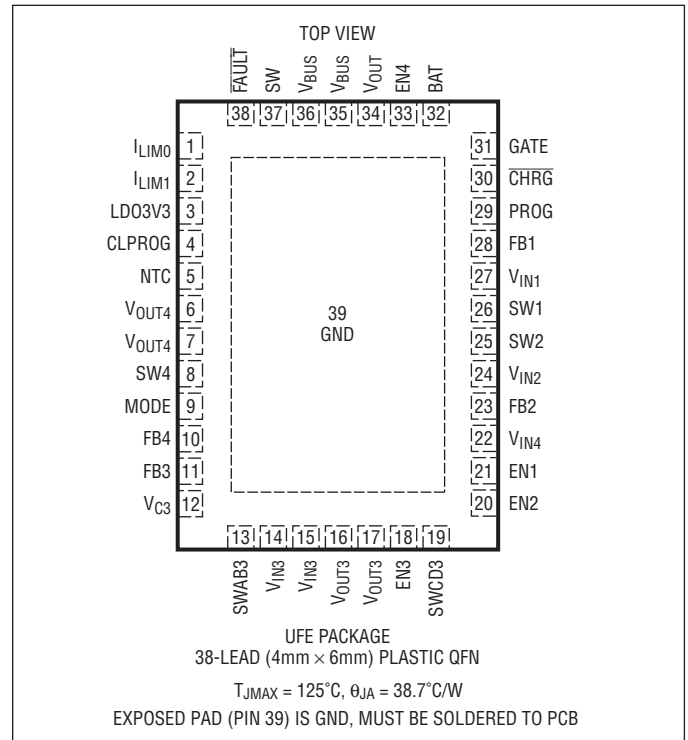 TOP VIEW
FAULT
SW
VBUS
VBUS
VOUT
EN4
BAT
38 37 36 35 34 33 32
ILIM0 1
ILIM1 2
LDO3V3 3
CLPROG 4
NTC 5
VOUT4 6
VOUT4 7
SW4 8
MODE 9
FB4 10
FB3 11
VC3 12
39
GND
31 GATE
30 CHRG
29 PROG
28 FB1
27 VIN1
26 SW1
25 SW2
24 VIN2
23 FB2
22 VIN4
21 EN1
20 EN2
13 14 15 16 17 18 19
SWAB3
VIN3
VIN3
VOUT3
VOUT3
EN3
SWCD3
UFE PACKAGE
38-LEAD (4mm × 6mm) PLASTIC QFN
TJMAX = 125°C, θJA = 38.7°C/W
EXPOSED PAD (PIN 39) IS GND, MUST BE SOLDERED TO PCB